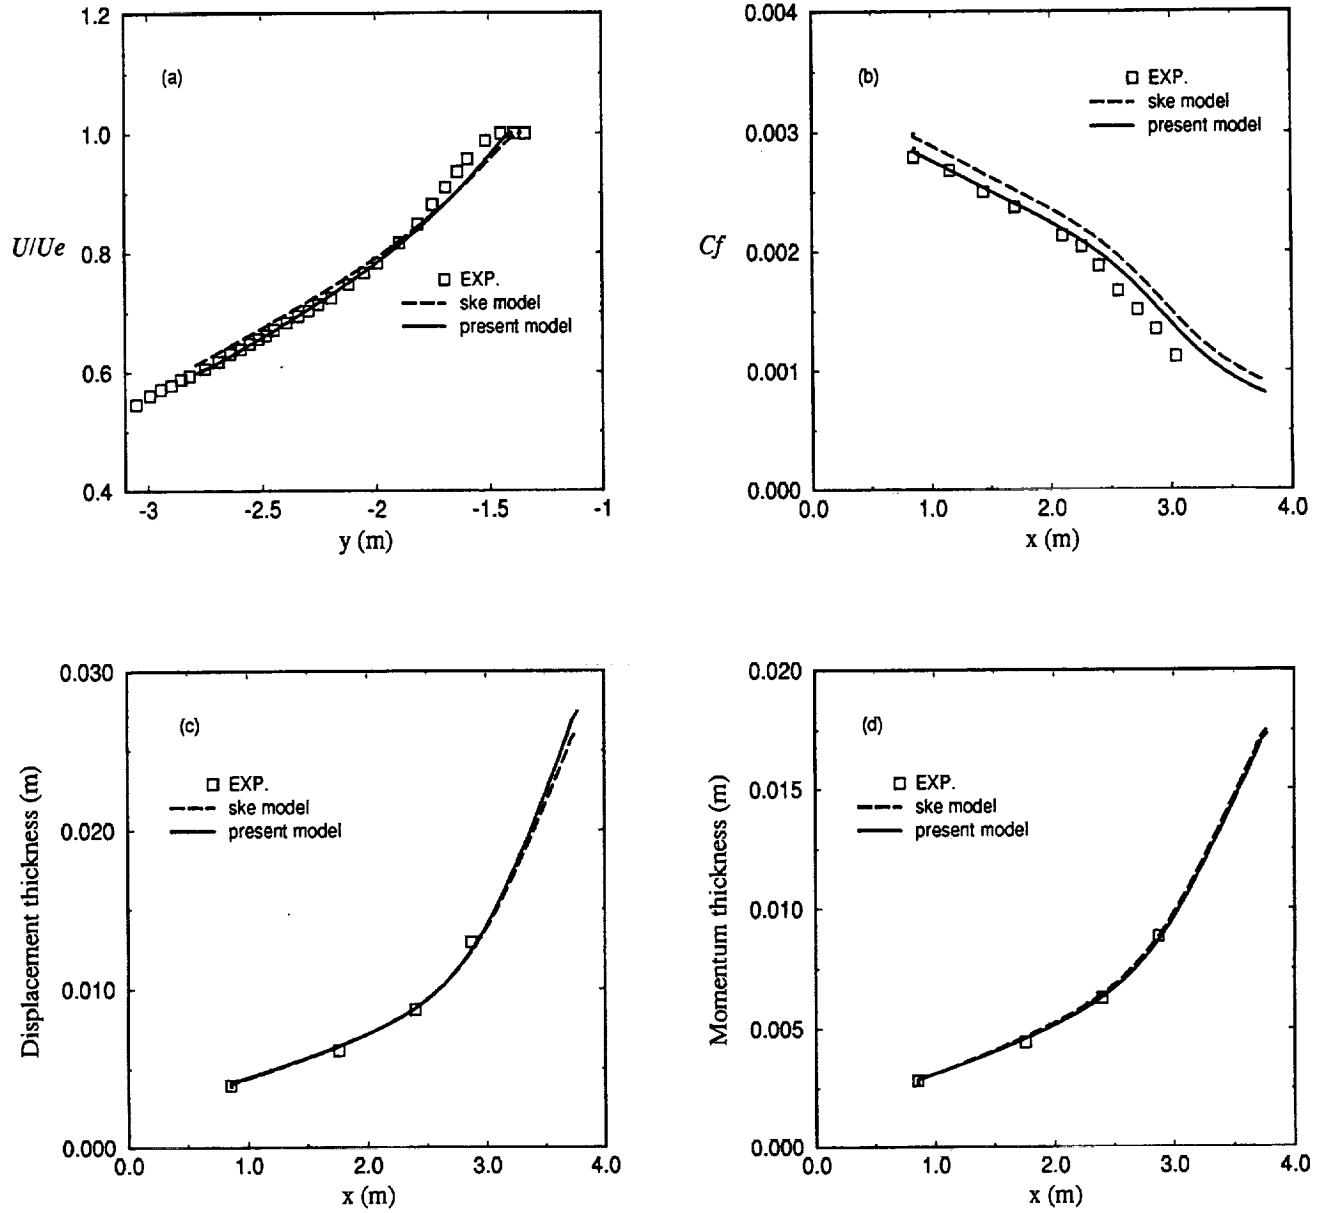 1.2
(a)
1.0
U/Ue
0.8
EXP.
ske model
present model
0.6
0.4
-3 -2.5 -2 -1.5 -1
y (m)
0.004
(b)
EXP.
ske model
present model
0.003
Cf
0.002
0.001
0.000
0.0 1.0 2.0 3.0 4.0
x (m)
0.030
(c)
EXP.
ske model
present model
Displacement thickness (m)
0.020
0.010
0.000
0.0 1.0 2.0 3.0 4.0
x (m)
0.020
(d)
EXP.
ske model
present model
Momentum thickness (m)
0.015
0.010
0.005
0.000
0.0 1.0 2.0 3.0 4.0
x (m)